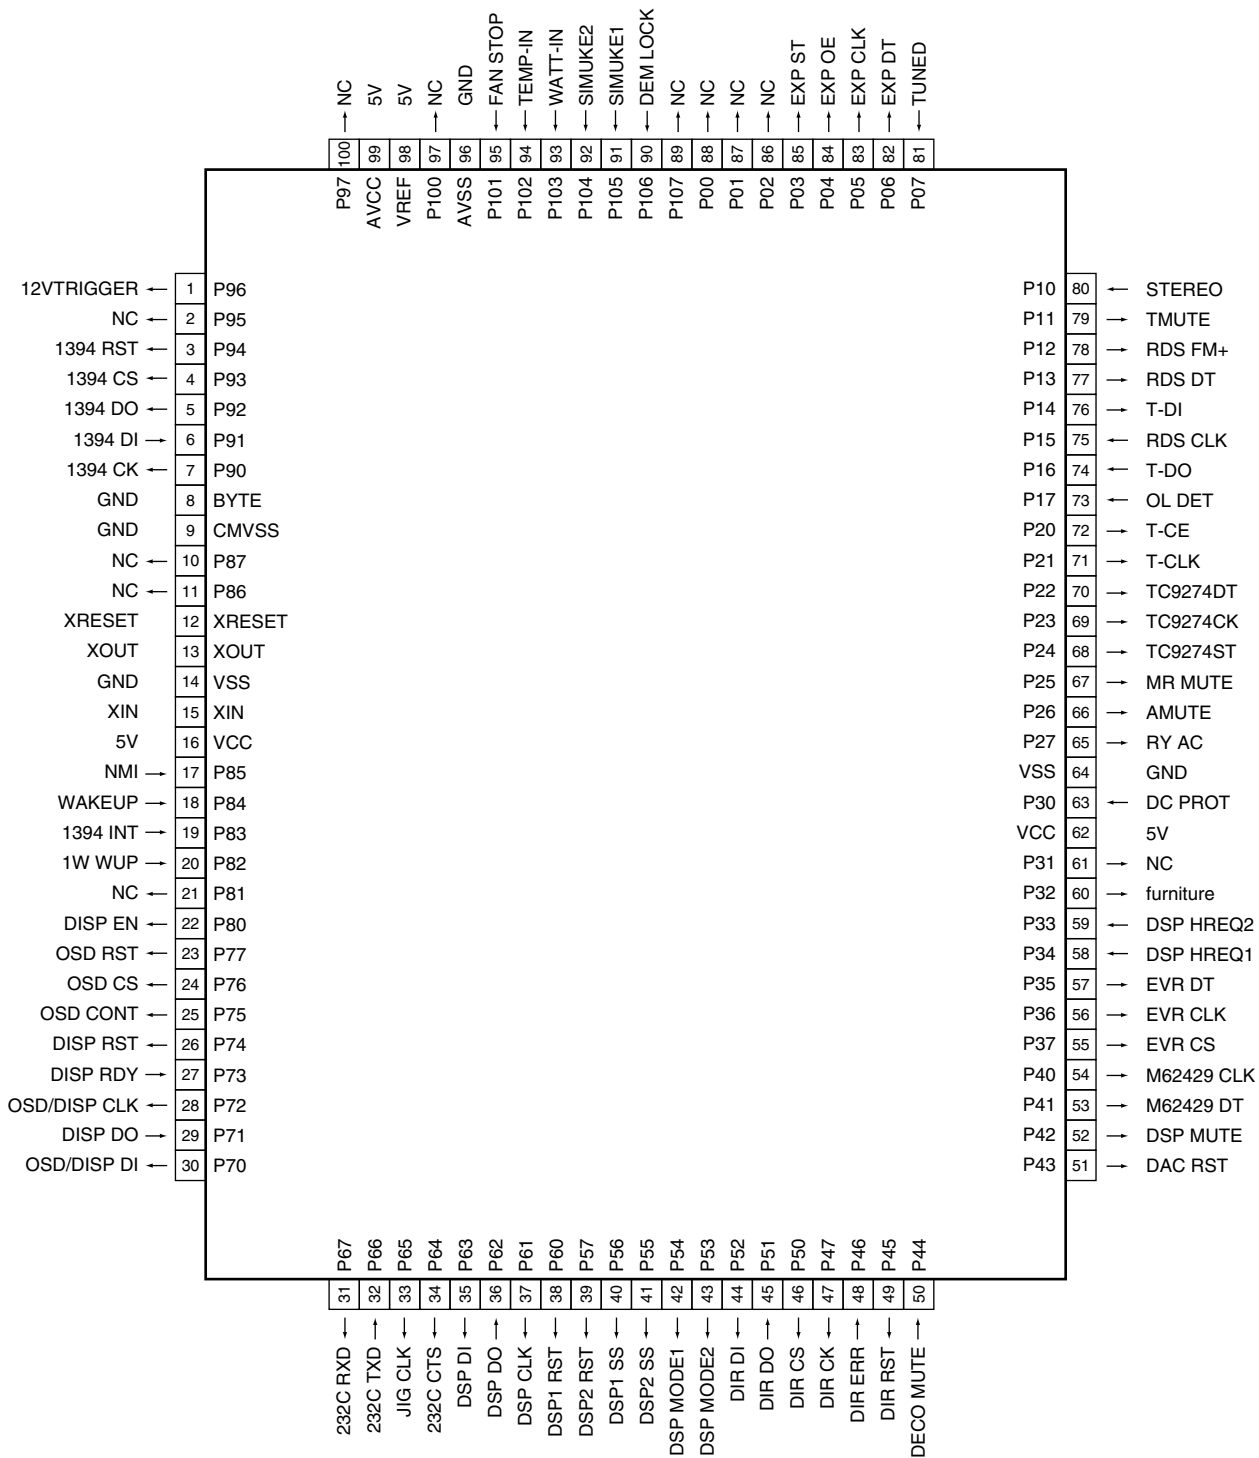 NC 5V 5V NC GND FAN STOP TEMP-IN WATT-IN SIMUKE2 SIMUKE1 DEM LOCK NC NC NC NC EXP ST EXP OE EXP CLK EXP DT TUNED
100 99 98 97 96 95 94 93 92 91 90 89 88 87 86 85 84 83 82 81
P97 AVCC VREF P100 AVSS P101 P102 P103 P104 P105 P106 P107 P00 P01 P02 P03 P04 P05 P06 P07
12VTRIGGER ← 1 P96
NC ← 2 P95
1394 RST ← 3 P94
1394 CS ← 4 P93
1394 DO ← 5 P92
1394 DI → 6 P91
1394 CK ← 7 P90
GND 8 BYTE
GND 9 CMVSS
NC ← 10 P87
NC ← 11 P86
XRESET 12 XRESET
XOUT 13 XOUT
GND 14 VSS
XIN 15 XIN
5V 16 VCC
NMI → 17 P85
WAKEUP → 18 P84
1394 INT → 19 P83
1W WUP → 20 P82
NC ← 21 P81
DISP EN ← 22 P80
OSD RST ← 23 P77
OSD CS ← 24 P76
OSD CONT ← 25 P75
DISP RST ← 26 P74
DISP RDY → 27 P73
OSD/DISP CLK ← 28 P72
DISP DO → 29 P71
OSD/DISP DI ← 30 P70
P10 80 ← STEREO
P11 79 → TMUTE
P12 78 → RDS FM+
P13 77 → RDS DT
P14 76 → T-DI
P15 75 ← RDS CLK
P16 74 ← T-DO
P17 73 ← OL DET
P20 72 → T-CE
P21 71 → T-CLK
P22 70 → TC9274DT
P23 69 → TC9274CK
P24 68 → TC9274ST
P25 67 → MR MUTE
P26 66 → AMUTE
P27 65 → RY AC
VSS 64 GND
P30 63 ← DC PROT
VCC 62 5V
P31 61 → NC
P32 60 → furniture
P33 59 ← DSP HREQ2
P34 58 ← DSP HREQ1
P35 57 → EVR DT
P36 56 → EVR CLK
P37 55 → EVR CS
P40 54 → M62429 CLK
P41 53 → M62429 DT
P42 52 → DSP MUTE
P43 51 → DAC RST
P67 P66 P65 P64 P63 P62 P61 P60 P57 P56 P55 P54 P53 P52 P51 P50 P47 P46 P45 P44
31 32 33 34 35 36 37 38 39 40 41 42 43 44 45 46 47 48 49 50
232C RXD 232C TXD JIG CLK 232C CTS DSP DI DSP DO DSP CLK DSP1 RST DSP2 RST DSP1 SS DSP2 SS DSP MODE1 DSP MODE2 DIR DI DIR DO DIR CS DIR CK DIR ERR DIR RST DECO MUTE